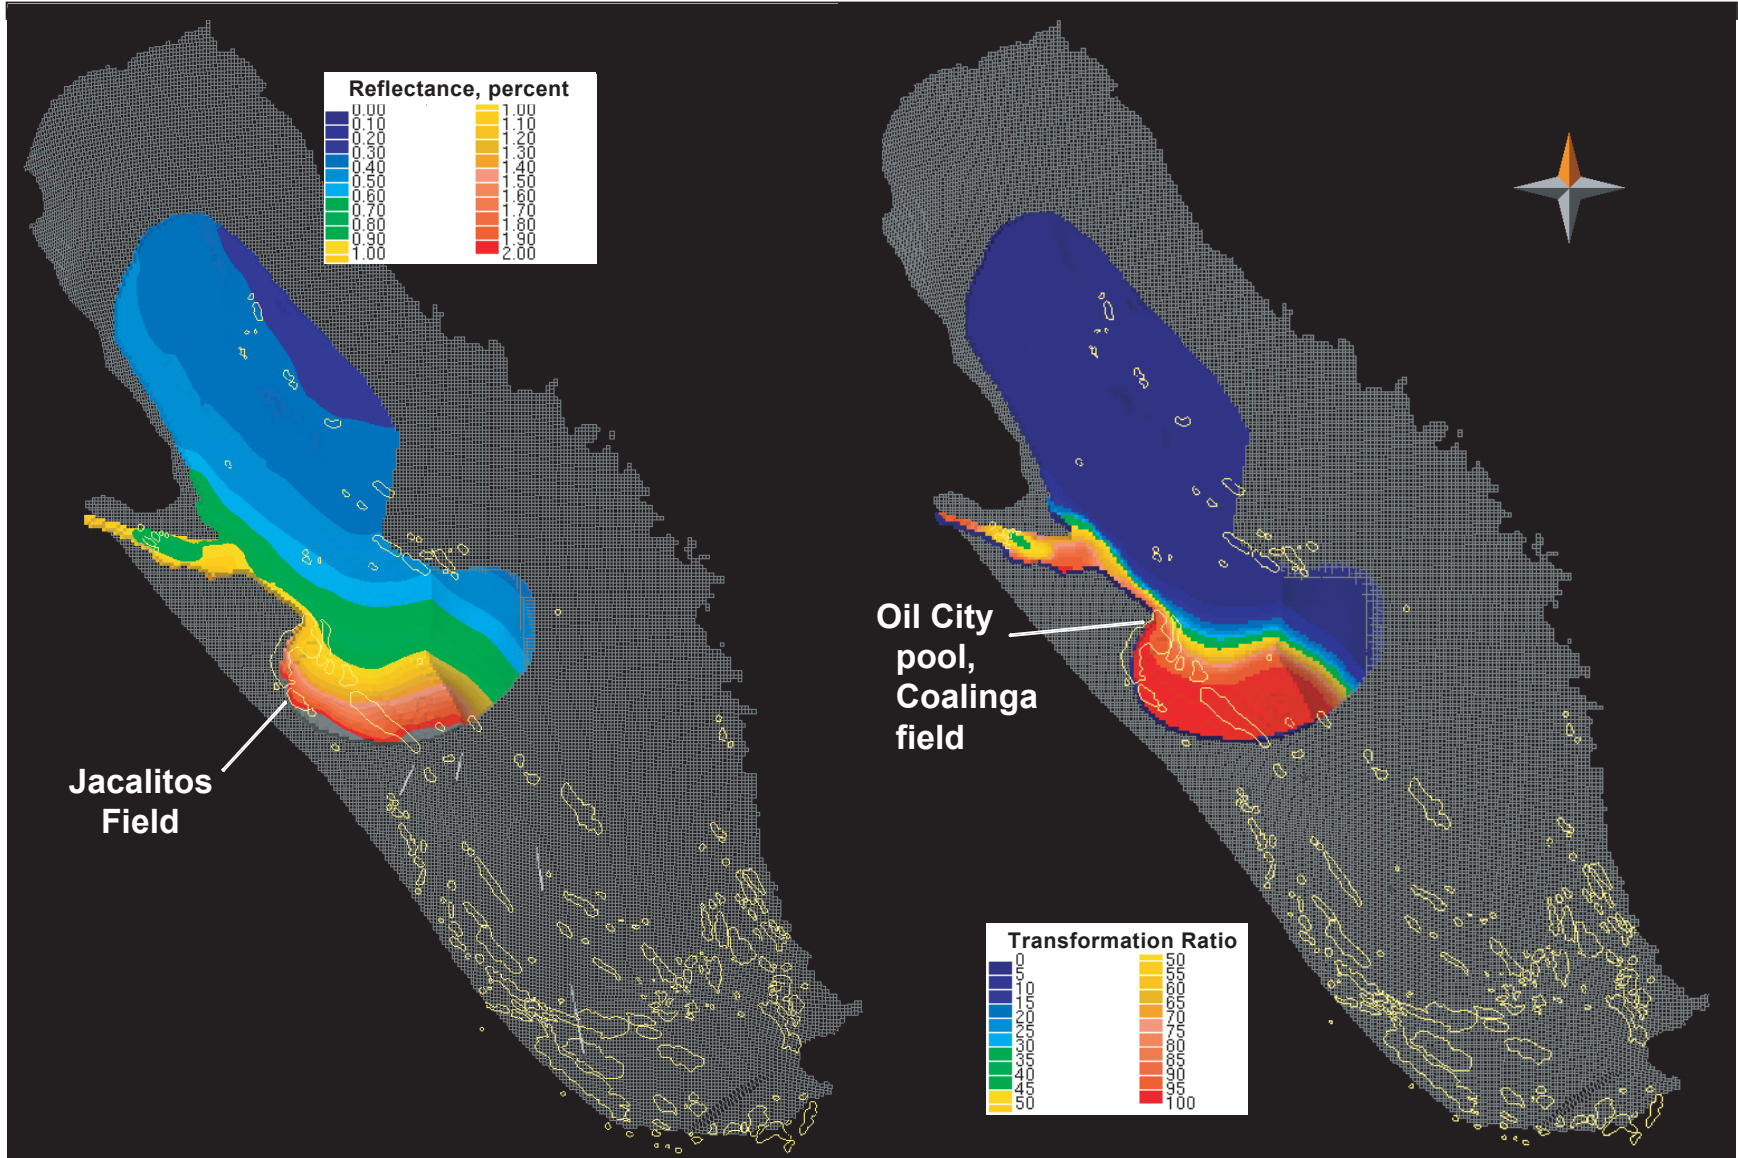 Reflectance, percent
0.00 1.00
0.10 1.10
0.20 1.20
0.30 1.30
0.40 1.40
0.50 1.50
0.60 1.60
0.70 1.70
0.80 1.80
0.90 1.90
1.00 2.00
Oil City
pool,
Coalinga
field
Jacalitos
Field
Transformation Ratio
0 50
5 55
10 60
15 65
20 70
25 75
30 80
35 85
40 90
45 95
50 100